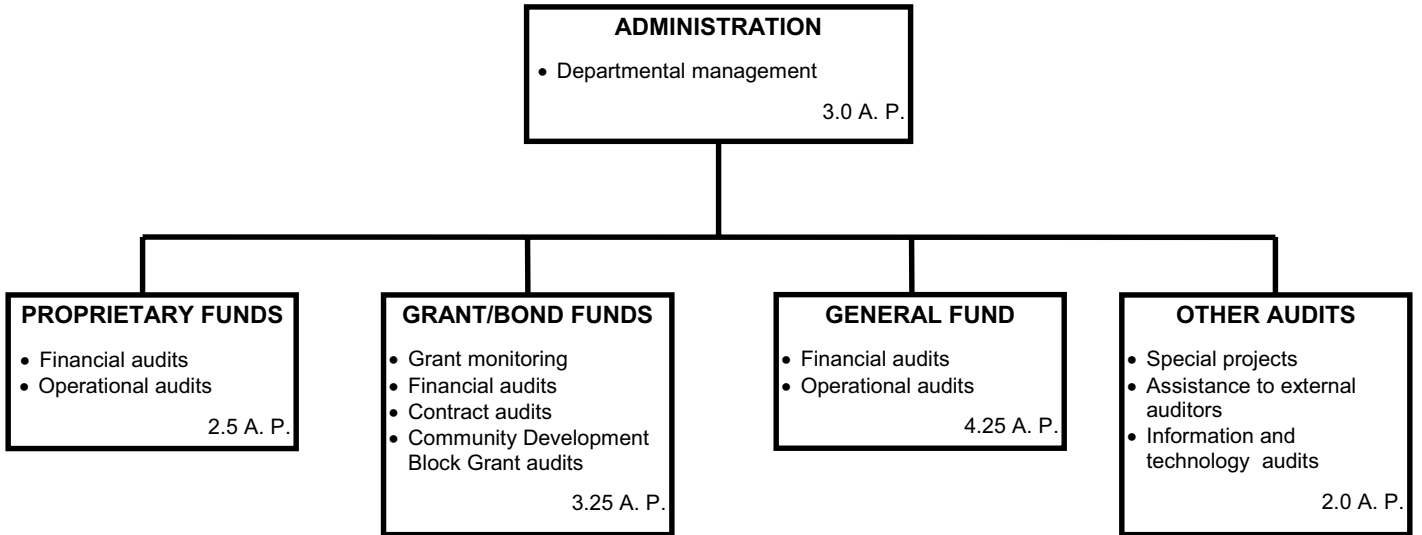 ADMINISTRATION
• Departmental management
3.0 A. P.
PROPRIETARY FUNDS
• Financial audits
• Operational audits
2.5 A. P.
GRANT/BOND FUNDS
• Grant monitoring
• Financial audits
• Contract audits
• Community Development
Block Grant audits
3.25 A. P.
GENERAL FUND
• Financial audits
• Operational audits
4.25 A. P.
OTHER AUDITS
• Special projects
• Assistance to external
auditors
• Information and
technology audits
2.0 A. P.